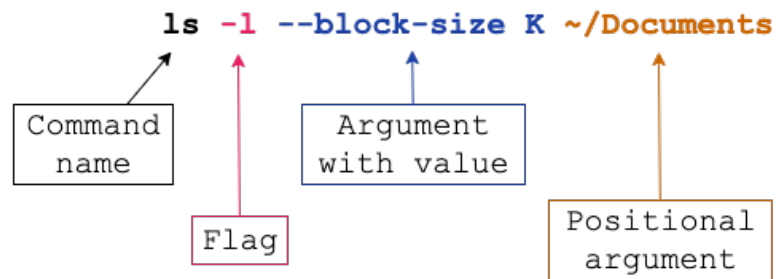 ls -l --block-size K ~/Documents
Command
name
Argument
with value
Flag
Positional
argument